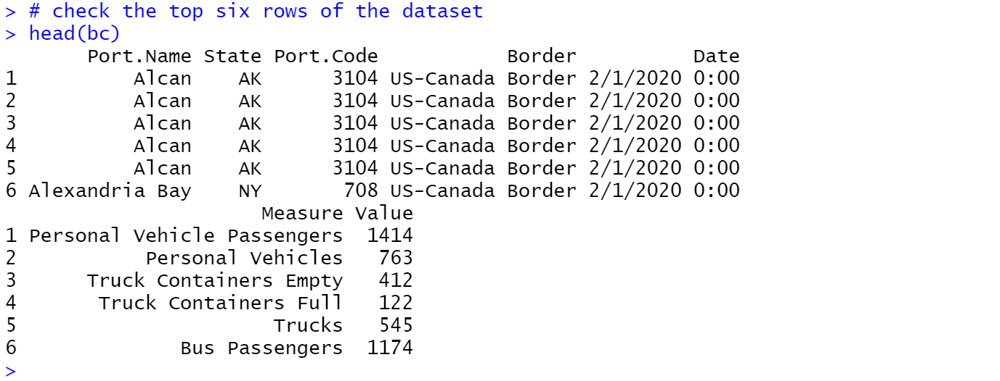 > # check the top six rows of the dataset
> head(bc)
Port.Name State Port.Code Border Date
1 Alcan AK 3104 US-Canada Border 2/1/2020 0:00
2 Alcan AK 3104 US-Canada Border 2/1/2020 0:00
3 Alcan AK 3104 US-Canada Border 2/1/2020 0:00
4 Alcan AK 3104 US-Canada Border 2/1/2020 0:00
5 Alcan AK 3104 US-Canada Border 2/1/2020 0:00
6 Alexandria Bay NY 708 US-Canada Border 2/1/2020 0:00
Measure Value
1 Personal Vehicle Passengers 1414
2 Personal Vehicles 763
3 Truck Containers Empty 412
4 Truck Containers Full 122
5 Trucks 545
6 Bus Passengers 1174
>